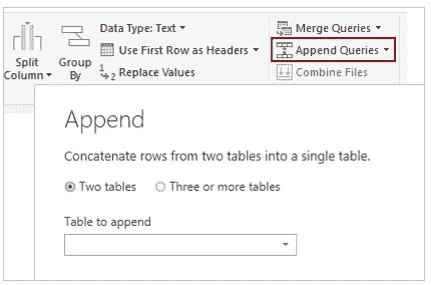 Split Column
Group By
Data Type: Text
Use First Row as Headers
1 2 Replace Values
Merge Queries
Append Queries
Combine Files
Append
Concatenate rows from two tables into a single table.
Two tables Three or more tables
Table to append